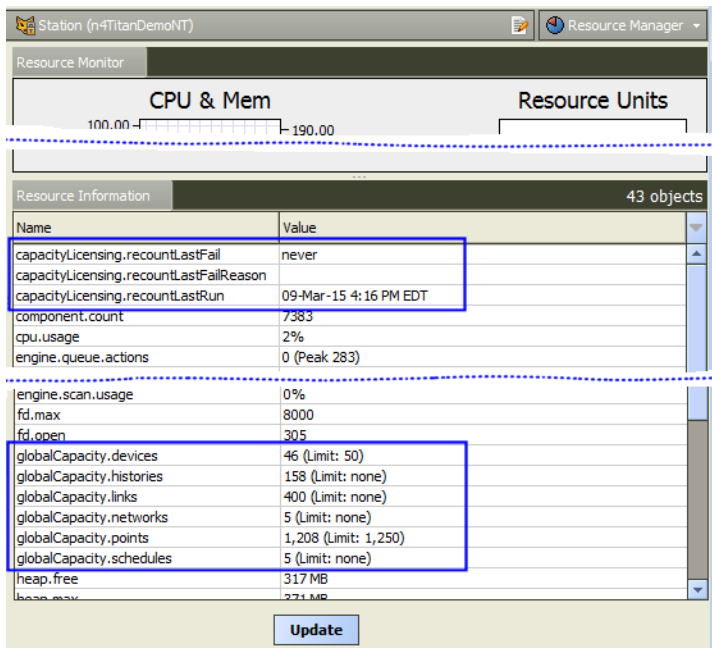 Station (n4TitanDemoNT) Resource Manager
Resource Monitor
CPU & Mem Resource Units
100.00 190.00
Resource Information 43 objects
Name Value
capacityLicensing.recountLastFail never
capacityLicensing.recountLastFailReason
capacityLicensing.recountLastRun 09-Mar-15 4:16 PM EDT
component.count 7383
cpu.usage 2%
engine.queue.actions 0 (Peak 283)
engine.scan.usage 0%
fd.max 8000
fd.open 305
globalCapacity.devices 46 (Limit: 50)
globalCapacity.histories 158 (Limit: none)
globalCapacity.links 400 (Limit: none)
globalCapacity.networks 5 (Limit: none)
globalCapacity.points 1,208 (Limit: 1,250)
globalCapacity.schedules 5 (Limit: none)
heap.free 317 MB
heap.max 371 MB
Update